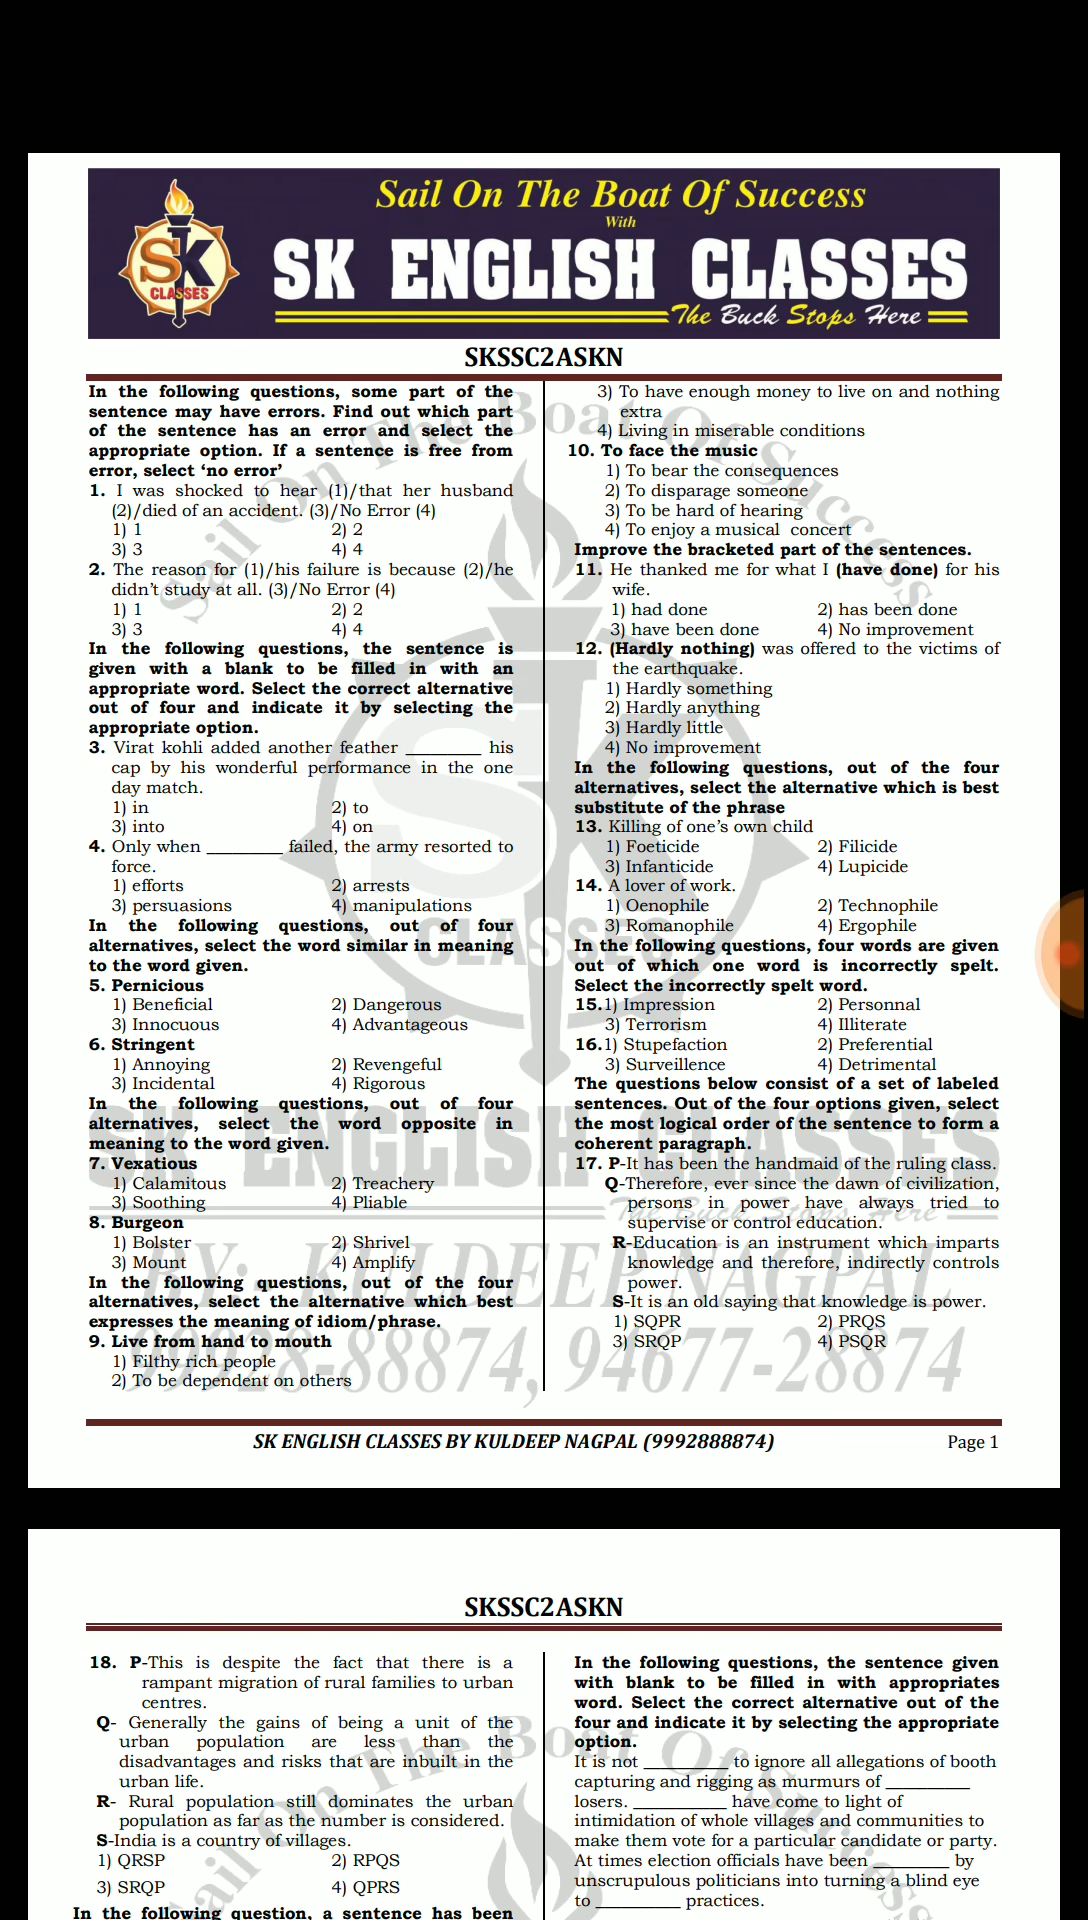 Sail On The Boat Of Success
With
SK
CLASSES
SK ENGLISH CLASSES
The Buck Stops Here
SKSSC2ASKN
In the following questions, some part of the
sentence may have errors. Find out which part
of the sentence has an error and select the
appropriate option. If a sentence is free from
error, select ‘no error’
1. I was shocked to hear (1)/that her husband
(2)/died of an accident. (3)/No Error (4)
1) 1 2) 2
3) 3 4) 4
2. The reason for (1)/his failure is because (2)/he
didn’t study at all. (3)/No Error (4)
1) 1 2) 2
3) 3 4) 4
In the following questions, the sentence is
given with a blank to be filled in with an
appropriate word. Select the correct alternative
out of four and indicate it by selecting the
appropriate option.
3. Virat kohli added another feather _________ his
cap by his wonderful performance in the one
day match.
1) in 2) to
3) into 4) on
4. Only when _________ failed, the army resorted to
force.
1) efforts 2) arrests
3) persuasions 4) manipulations
In the following questions, out of four
alternatives, select the word similar in meaning
to the word given.
5. Pernicious
1) Beneficial 2) Dangerous
3) Innocuous 4) Advantageous
6. Stringent
1) Annoying 2) Revengeful
3) Incidental 4) Rigorous
In the following questions, out of four
alternatives, select the word opposite in
meaning to the word given.
7. Vexatious
1) Calamitous 2) Treachery
3) Soothing 4) Pliable
8. Burgeon
1) Bolster 2) Shrivel
3) Mount 4) Amplify
In the following questions, out of the four
alternatives, select the alternative which best
expresses the meaning of idiom/phrase.
9. Live from hand to mouth
1) Filthy rich people
2) To be dependent on others
3) To have enough money to live on and nothing
extra
4) Living in miserable conditions
10. To face the music
1) To bear the consequences
2) To disparage someone
3) To be hard of hearing
4) To enjoy a musical concert
Improve the bracketed part of the sentences.
11. He thanked me for what I (have done) for his
wife.
1) had done 2) has been done
3) have been done 4) No improvement
12. (Hardly nothing) was offered to the victims of
the earthquake.
1) Hardly something
2) Hardly anything
3) Hardly little
4) No improvement
In the following questions, out of the four
alternatives, select the alternative which is best
substitute of the phrase
13. Killing of one’s own child
1) Foeticide 2) Filicide
3) Infanticide 4) Lupicide
14. A lover of work.
1) Oenophile 2) Technophile
3) Romanophile 4) Ergophile
In the following questions, four words are given
out of which one word is incorrectly spelt.
Select the incorrectly spelt word.
15.1) Impression 2) Personnal
3) Terrorism 4) Illiterate
16.1) Stupefaction 2) Preferential
3) Surveillence 4) Detrimental
The questions below consist of a set of labeled
sentences. Out of the four options given, select
the most logical order of the sentence to form a
coherent paragraph.
17. P-It has been the handmaid of the ruling class.
Q-Therefore, ever since the dawn of civilization,
persons in power have always tried to
supervise or control education.
R-Education is an instrument which imparts
knowledge and therefore, indirectly controls
power.
S-It is an old saying that knowledge is power.
1) SQPR 2) PRQS
3) SRQP 4) PSQR
Sail On The Boat Of Success
SK
CLASSES
SK ENGLISH CLASSES
The Buck Stops Here
BY:- KULDEEP NAGPAL
99928-88874, 94677-28874
SK ENGLISH CLASSES BY KULDEEP NAGPAL (9992888874) Page 1
SKSSC2ASKN
18. P-This is despite the fact that there is a
rampant migration of rural families to urban
centres.
Q- Generally the gains of being a unit of the
urban population are less than the
disadvantages and risks that are inbuilt in the
urban life.
R- Rural population still dominates the urban
population as far as the number is considered.
S-India is a country of villages.
1) QRSP 2) RPQS
3) SRQP 4) QPRS
In the following question, a sentence has been
In the following questions, the sentence given
with blank to be filled in with appropriates
word. Select the correct alternative out of the
four and indicate it by selecting the appropriate
option.
It is not __________ to ignore all allegations of booth
capturing and rigging as murmurs of __________
losers. ___________ have come to light of
intimidation of whole villages and communities to
make them vote for a particular candidate or party.
At times election officials have been _________ by
unscrupulous politicians into turning a blind eye
to __________ practices.
Sail On The Boat Of Success